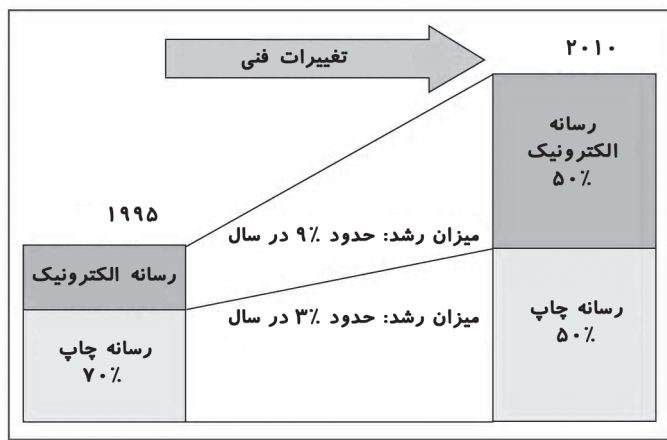 تغییرات فنی
۲۰۱۰
رسانه
الکترونیک
۵۰٪
۱۹۹۵
میزان رشد: حدود ۹٪ در سال
رسانه الکترونیک
میزان رشد: حدود ۳٪ در سال
رسانه چاپ
۵۰٪
رسانه چاپ
۷۰٪